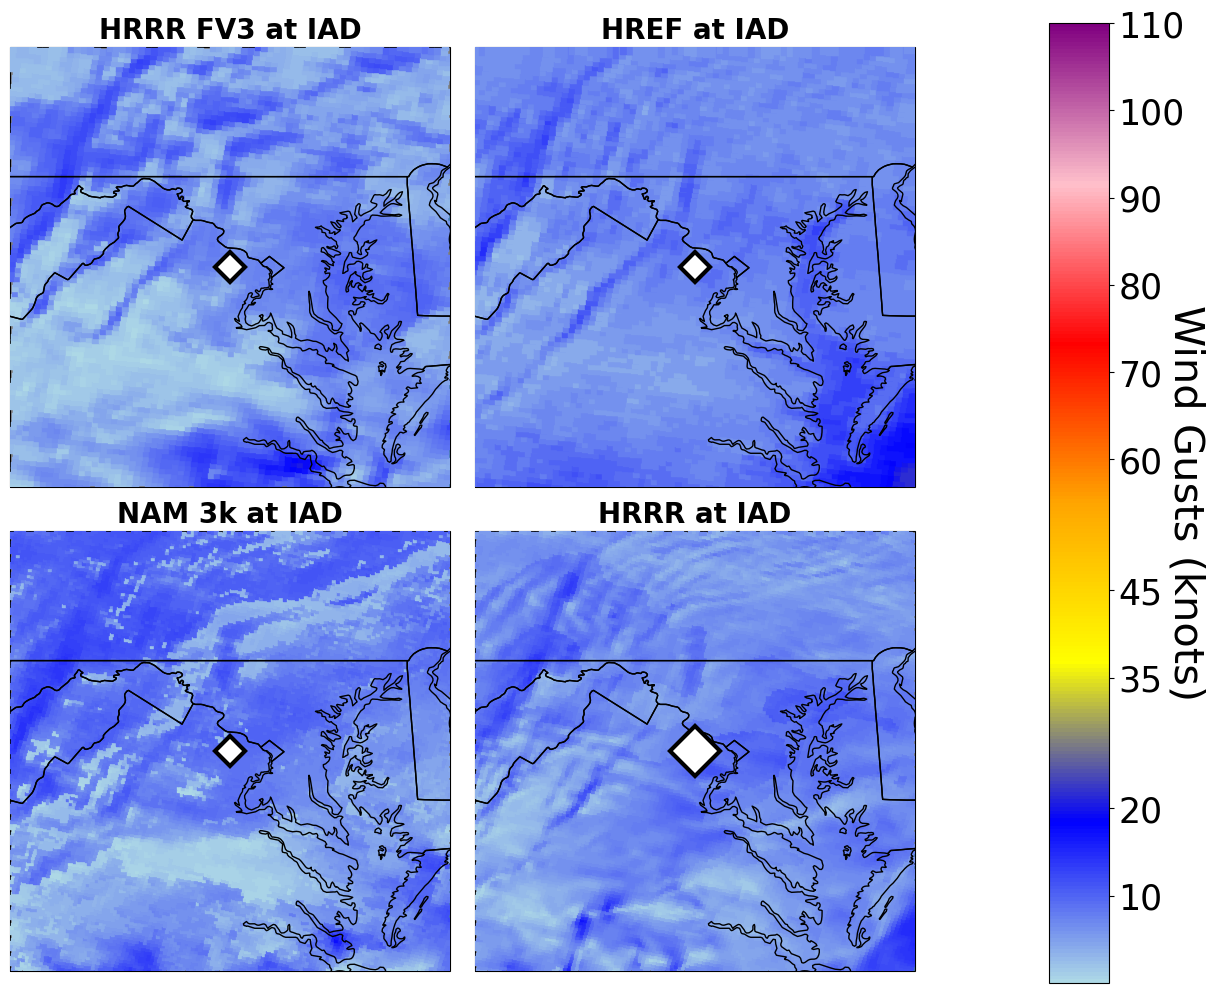 HRRR FV3 at IAD
HREF at IAD
NAM 3k at IAD
HRRR at IAD
110
100
90
80
70
60
45
35
20
10
Wind Gusts (knots)